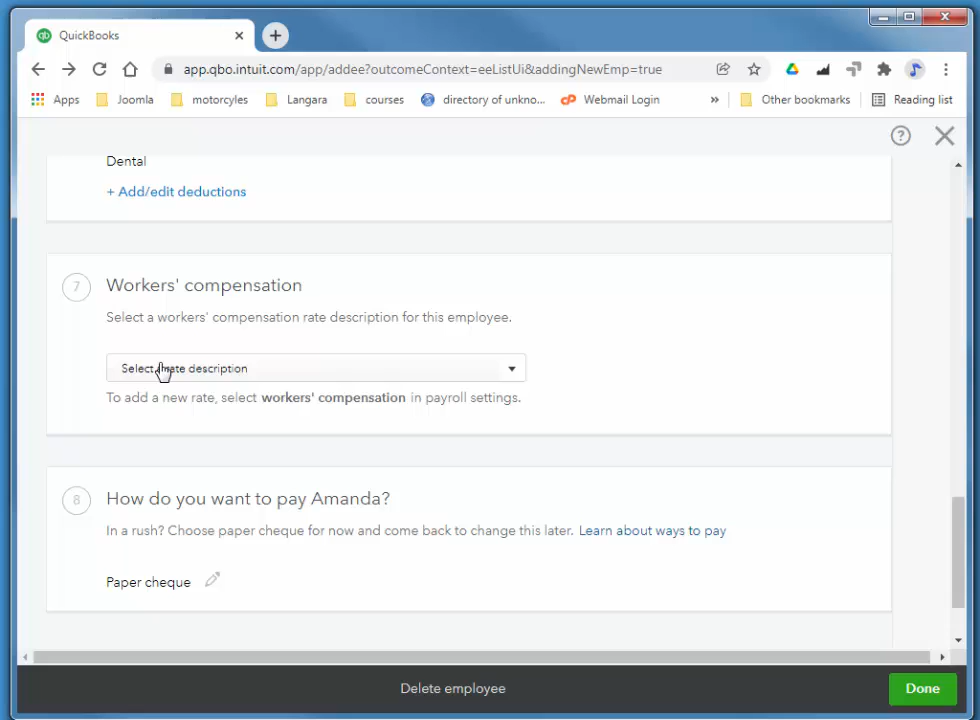 QuickBooks
app.qbo.intuit.com/app/addee?outcomeContext=eeListUi&addingNewEmp=true
Apps Joomla motorcyles Langara courses directory of unkno... Webmail Login » Other bookmarks Reading list
Dental
+ Add/edit deductions
7 Workers' compensation
Select a workers' compensation rate description for this employee.
Select rate description
To add a new rate, select workers' compensation in payroll settings.
8 How do you want to pay Amanda?
In a rush? Choose paper cheque for now and come back to change this later. Learn about ways to pay
Paper cheque
Delete employee
Done